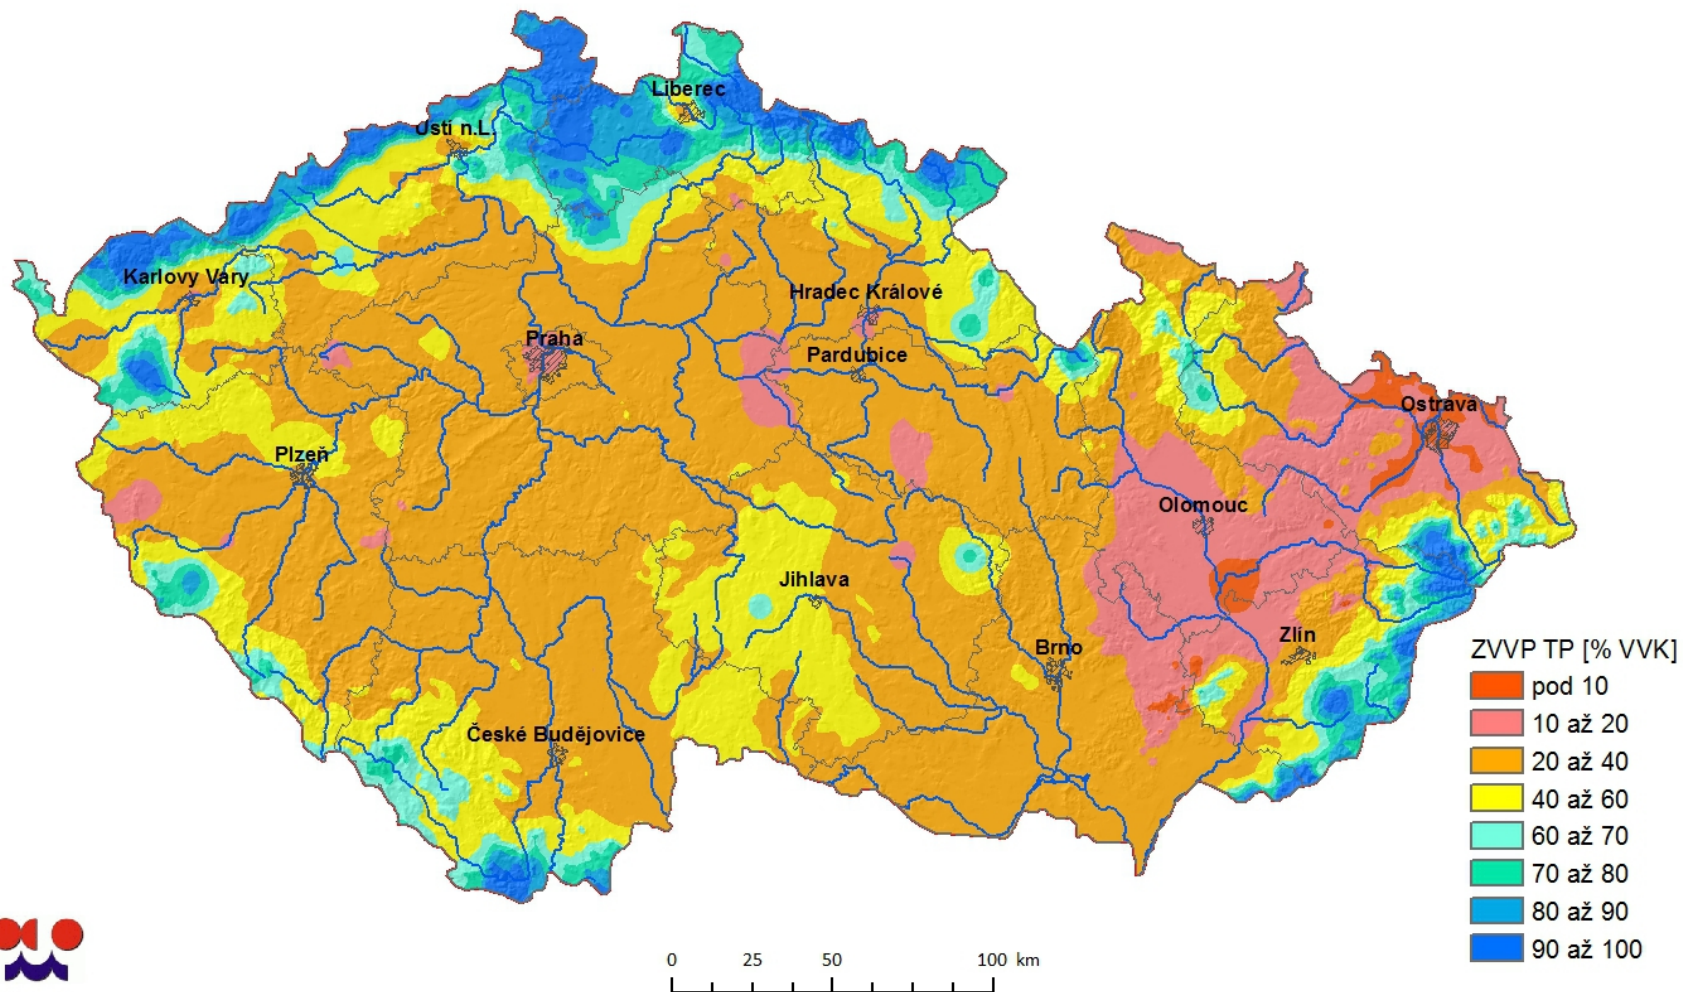 Liberec
Ústí n.L.
Karlovy Vary
Hradec Králové
Praha
Pardubice
Ostrava
Plzeň
Olomouc
Jihlava
Zlín
Brno
České Budějovice
ZVVP TP [% VVK]
pod 10
10 až 20
20 až 40
40 až 60
60 až 70
70 až 80
80 až 90
90 až 100
0 25 50 100 km